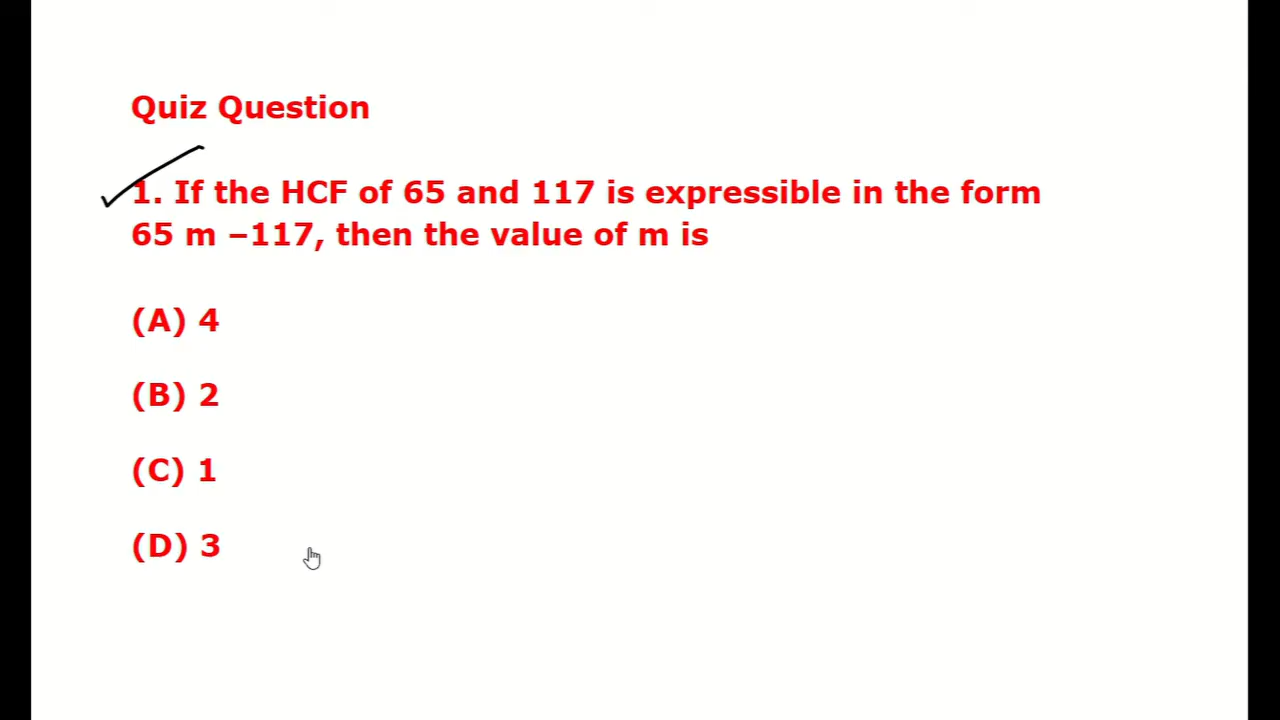 Quiz Question
1. If the HCF of 65 and 117 is expressible in the form
65 m –117, then the value of m is
(A) 4
(B) 2
(C) 1
(D) 3